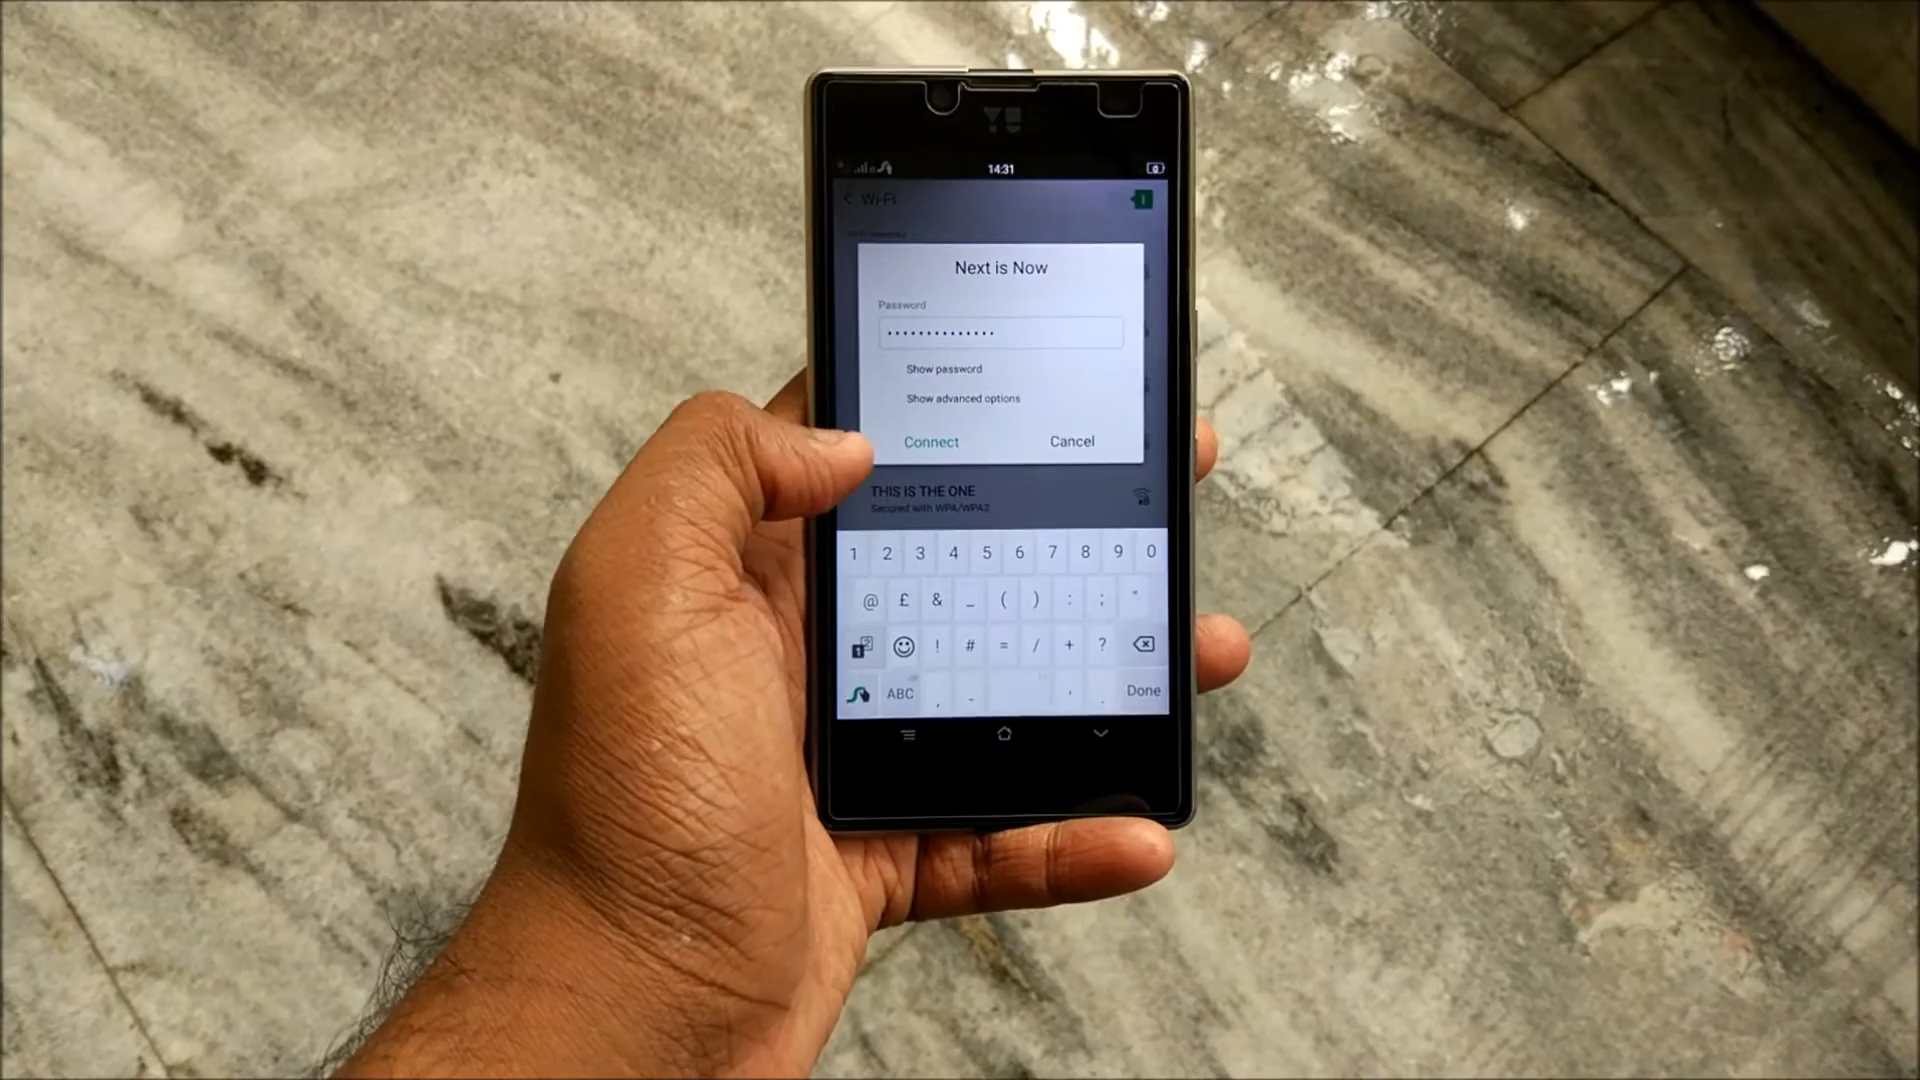 YU
14:31
Wi-Fi
Next is Now
Password
••••••••••••••
Show password
Show advanced options
Connect Cancel
THIS IS THE ONE
Secured with WPA/WPA2
1 2 3 4 5 6 7 8 9 0
@ £ & _ ( ) : ; "
! # = / + ?
ABC , - ' . Done